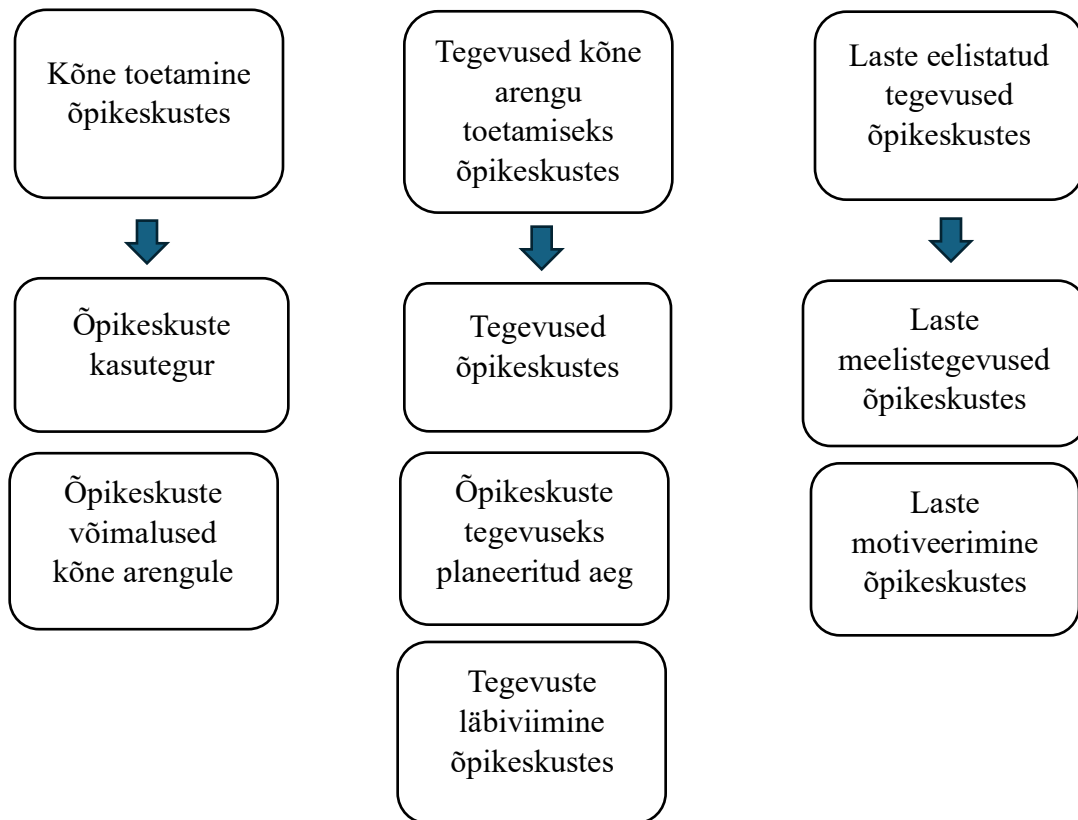 Kõne toetamine
õpikeskustes
Tegevused kõne
arengu
toetamiseks
õpikeskustes
Laste eelistatud
tegevused
õpikeskustes
Õpikeskuste
kasutegur
Tegevused
õpikeskustes
Laste
meelistegevused
õpikeskustes
Õpikeskuste
võimalused
kõne arengule
Õpikeskuste
tegevuseks
planeeritud aeg
Laste
motiveerimine
õpikeskustes
Tegevuste
läbiviimine
õpikeskustes